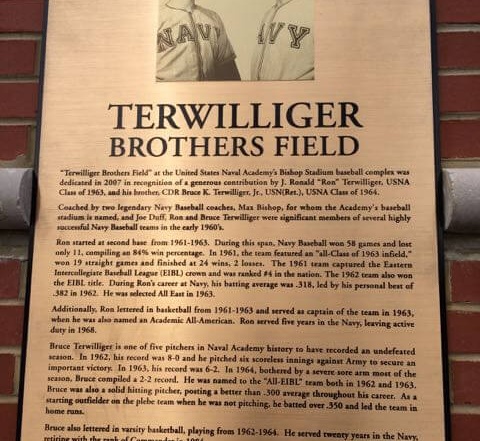 NAVY
NAVY
TERWILLIGER
BROTHERS FIELD
"Terwilliger Brothers Field" at the United States Naval Academy's Bishop Stadium baseball complex was
dedicated in 2007 in recognition of a generous contribution by J. Ronald "Ron" Terwilliger, USNA
Class of 1963, and his brother, CDR Bruce K. Terwilliger, Jr., USN(Ret.), USNA Class of 1964.
Coached by two legendary Navy Baseball coaches, Max Bishop, for whom the Academy's baseball
stadium is named, and Joe Duff, Ron and Bruce Terwilliger were significant members of several highly
successful Navy Baseball teams in the early 1960's.
Ron started at second base from 1961-1963. During this span, Navy Baseball won 58 games and lost
only 11, compiling an 84% win percentage. In 1961, the team featured an "all-Class of 1963 infield,"
won 19 straight games and finished at 24 wins, 2 losses. The 1961 team captured the Eastern
Intercollegiate Baseball League (EIBL) crown and was ranked #4 in the nation. The 1962 team also won
the EIBL title. During Ron's career at Navy, his batting average was .318, led by his personal best of
.382 in 1962. He was selected All East in 1963.
Additionally, Ron lettered in basketball from 1961-1963 and served as captain of the team in 1963,
when he was also named an Academic All-American. Ron served five years in the Navy, leaving active
duty in 1968.
Bruce Terwilliger is one of five pitchers in Naval Academy history to have recorded an undefeated
season. In 1962, his record was 8-0 and he pitched six scoreless innings against Army to secure an
important victory. In 1963, his record was 6-2. In 1964, bothered by a severe sore arm most of the
season, Bruce compiled a 2-2 record. He was named to the "All-EIBL" team both in 1962 and 1963.
Bruce was also a solid hitting pitcher, posting a better than .300 average throughout his career. As a
starting outfielder on the plebe team when he was not pitching, he batted over .350 and led the team in
home runs.
Bruce also lettered in varsity basketball, playing from 1962-1964. He served twenty years in the Navy,
retiring with the rank of Commander in 1984.